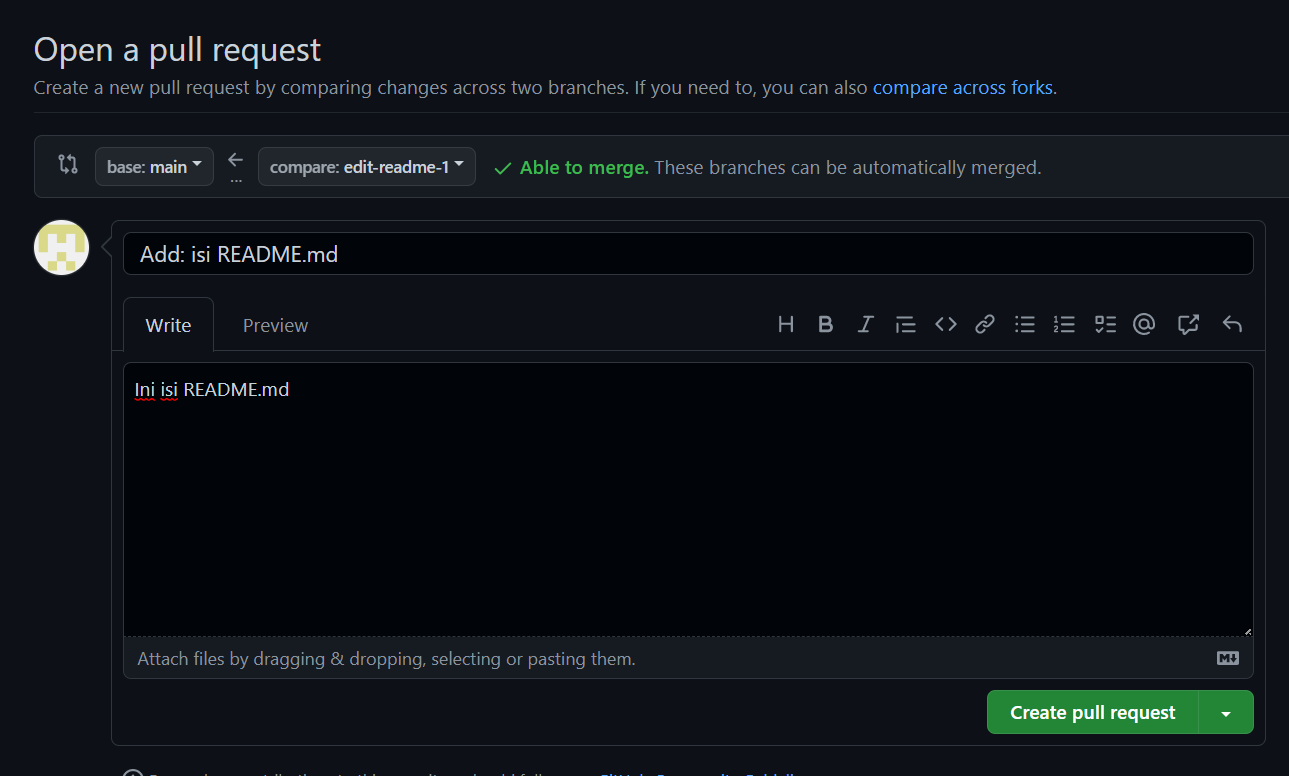 Open a pull request
Create a new pull request by comparing changes across two branches. If you need to, you can also compare across forks.
base: main
...
compare: edit-readme-1
Able to merge. These branches can be automatically merged.
Add: isi README.md
Write
Preview
Ini isi README.md
Attach files by dragging & dropping, selecting or pasting them.
Create pull request